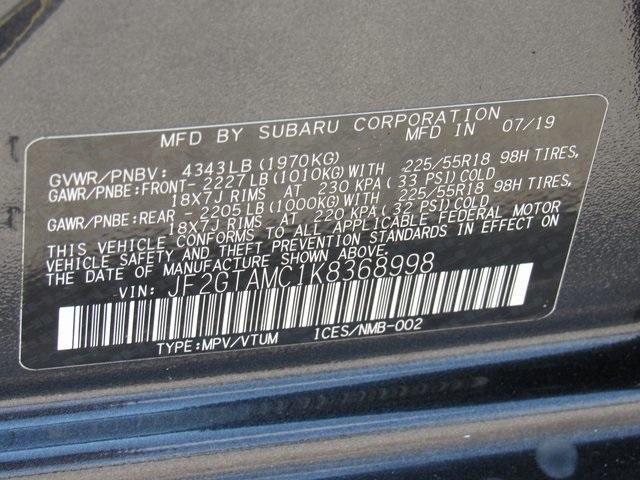 MFD BY SUBARU CORPORATION
MFD IN 07/19
GVWR/PNBV: 4343LB (1970KG)
GAWR/PNBE:FRONT- 2227LB (1010KG)WITH 225/55R18 98H TIRES,
18X7J RIMS AT 230 KPA (33 PSI)COLD
GAWR/PNBE:REAR - 2205LB (1000KG)WITH 225/55R18 98H TIRES,
18X7J RIMS AT 220 KPA (32 PSI)COLD
THIS VEHICLE CONFORMS TO ALL APPLICABLE FEDERAL MOTOR
VEHICLE SAFETY AND THEFT PREVENTION STANDARDS IN EFFECT ON
THE DATE OF MANUFACTURE SHOWN ABOVE.
VIN: JF2GTAMC1K8368998
TYPE:MPV/VTUM ICES/NMB-002